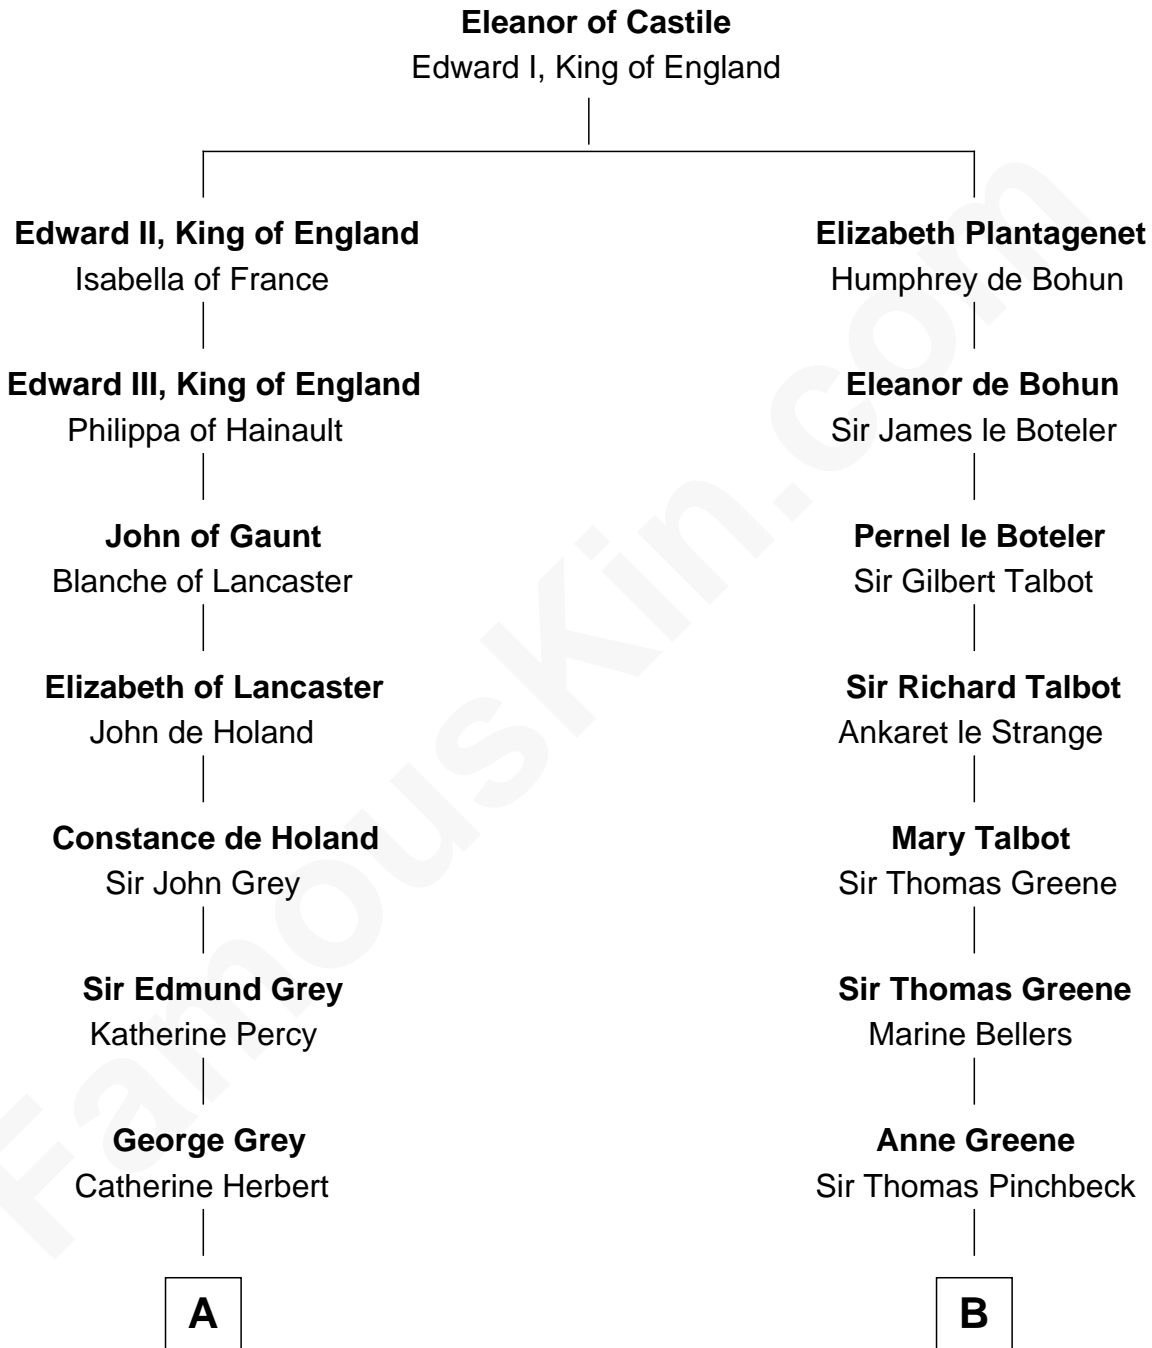 Eleanor of Castile
Edward I, King of England
Edward II, King of England
Isabella of France
Edward III, King of England
Philippa of Hainault
John of Gaunt
Blanche of Lancaster
Elizabeth of Lancaster
John de Holand
Constance de Holand
Sir John Grey
Sir Edmund Grey
Katherine Percy
George Grey
Catherine Herbert
A
Elizabeth Plantagenet
Humphrey de Bohun
Eleanor de Bohun
Sir James le Boteler
Pernel le Boteler
Sir Gilbert Talbot
Sir Richard Talbot
Ankaret le Strange
Mary Talbot
Sir Thomas Greene
Sir Thomas Greene
Marine Bellers
Anne Greene
Sir Thomas Pinchbeck
B
FamousKin.com